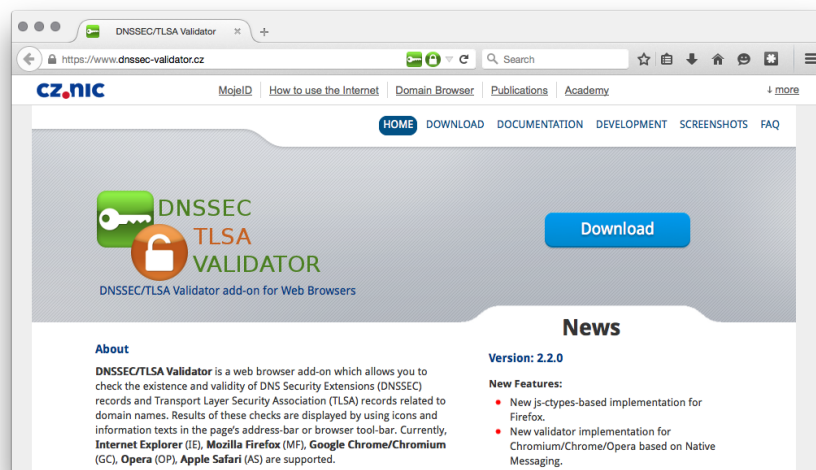 DNSSEC/TLSA Validator
https://www.dnssec-validator.cz
Search
CZ.NIC
MojeID
How to use the Internet
Domain Browser
Publications
Academy
↓ more
HOME
DOWNLOAD
DOCUMENTATION
DEVELOPMENT
SCREENSHOTS
FAQ
DNSSEC
TLSA
VALIDATOR
DNSSEC/TLSA Validator add-on for Web Browsers
Download
About
DNSSEC/TLSA Validator is a web browser add-on which allows you to
check the existence and validity of DNS Security Extensions (DNSSEC)
records and Transport Layer Security Association (TLSA) records related to
domain names. Results of these checks are displayed by using icons and
information texts in the page's address-bar or browser tool-bar. Currently,
Internet Explorer (IE), Mozilla Firefox (MF), Google Chrome/Chromium
(GC), Opera (OP), Apple Safari (AS) are supported.
News
Version: 2.2.0
New Features:
• New js-ctypes-based implementation for
Firefox.
• New validator implementation for
Chromium/Chrome/Opera based on Native
Messaging.